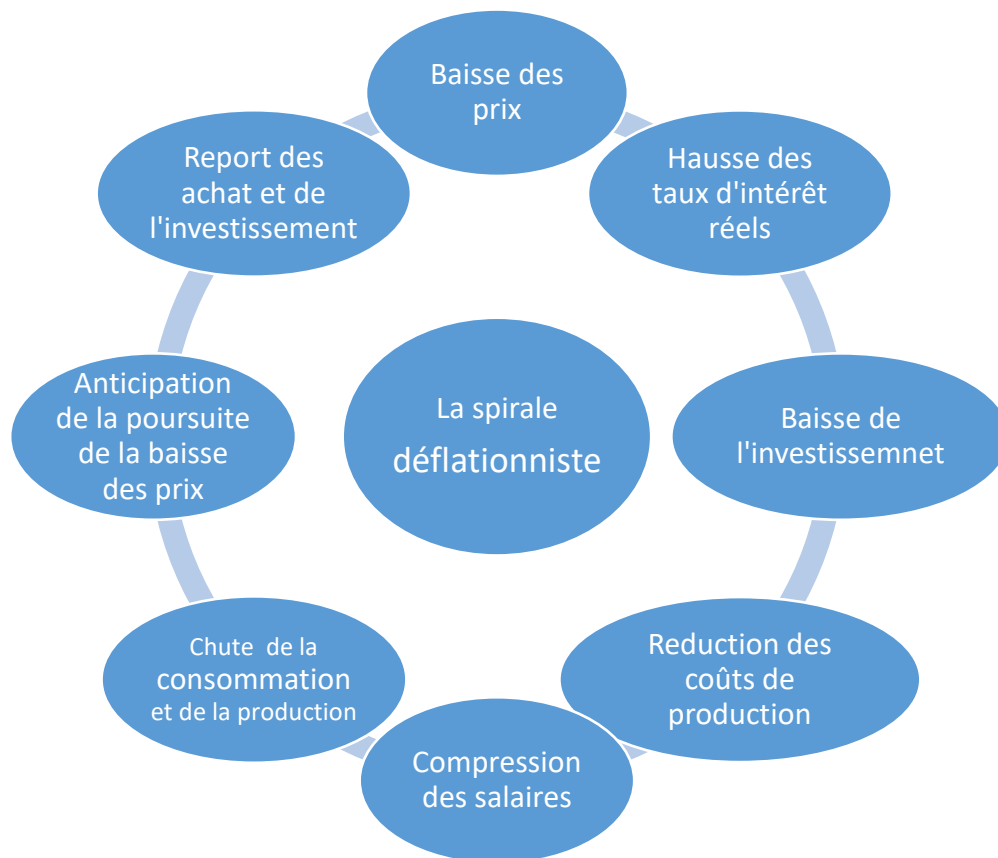 Baisse des
prix
Hausse des
taux d'intérêt
réels
Baisse de
l'investissemnet
Reduction des
coûts de
production
Compression
des salaires
Chute de la
consommation
et de la production
Anticipation
de la poursuite
de la baisse
des prix
Report des
achat et de
l'investissement
La spirale
déflationniste